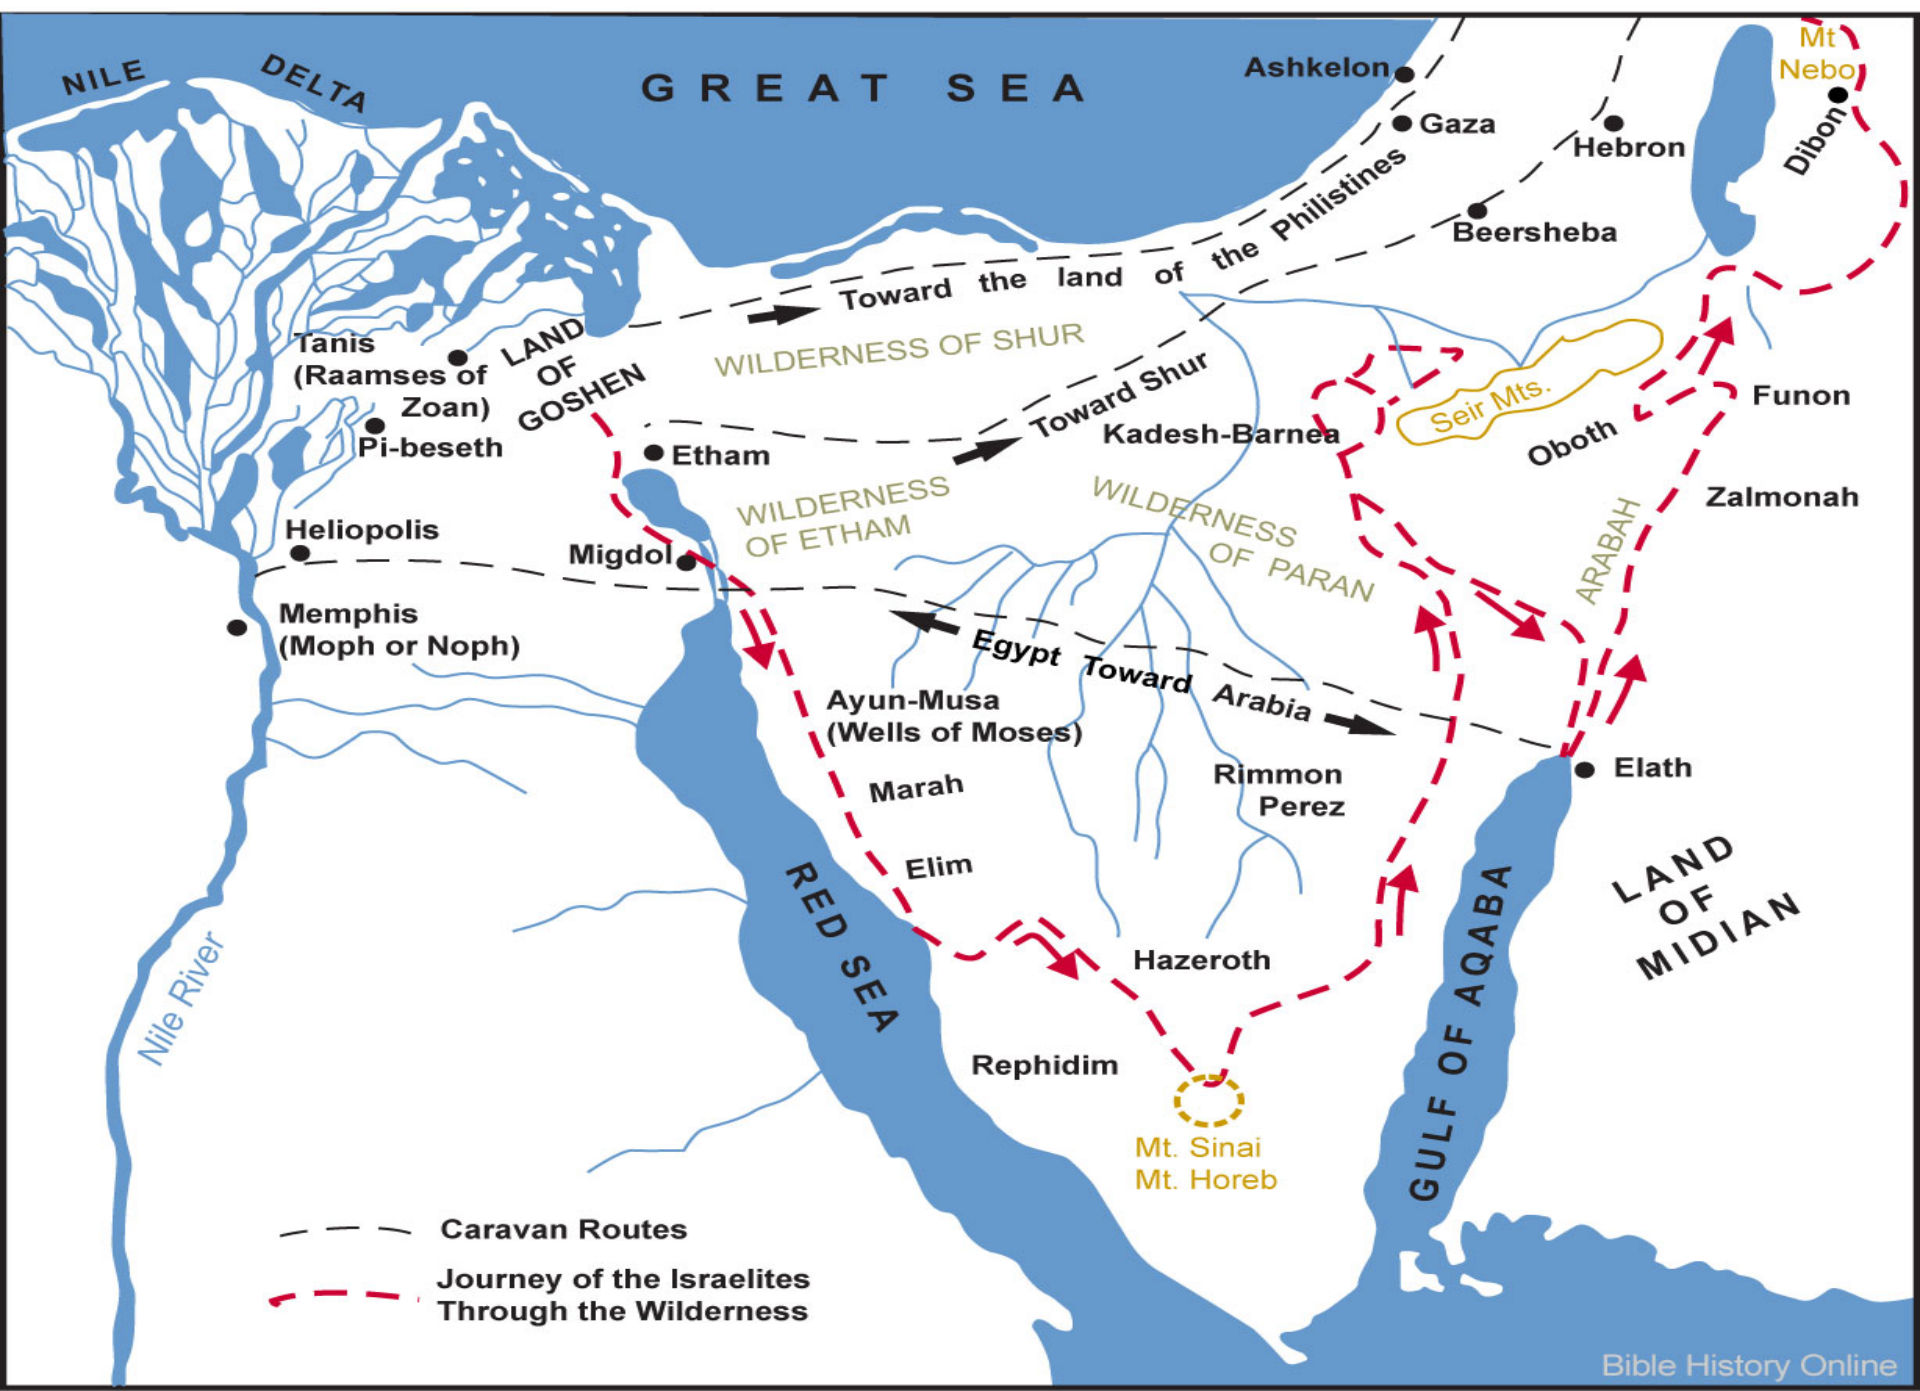 NILE DELTA
GREAT SEA
Ashkelon
Gaza
Hebron
Beersheba
Mt
Nebo
Dibon
Toward the land of the Philistines
WILDERNESS OF SHUR
Toward Shur
Tanis
(Raamses of
Zoan)
LAND
OF
GOSHEN
Pi-beseth
Etham
Kadesh-Barnea
Seir Mts.
Oboth
Funon
Zalmonah
ARABAH
WILDERNESS
OF ETHAM
WILDERNESS
OF PARAN
Heliopolis
Migdol
Memphis
(Moph or Noph)
Egypt Toward Arabia
Ayun-Musa
(Wells of Moses)
Marah
Elim
Rimmon
Perez
Elath
LAND
OF
MIDIAN
RED SEA
GULF OF AQABA
Nile River
Hazeroth
Rephidim
Mt. Sinai
Mt. Horeb
Caravan Routes
Journey of the Israelites
Through the Wilderness
Bible History Online